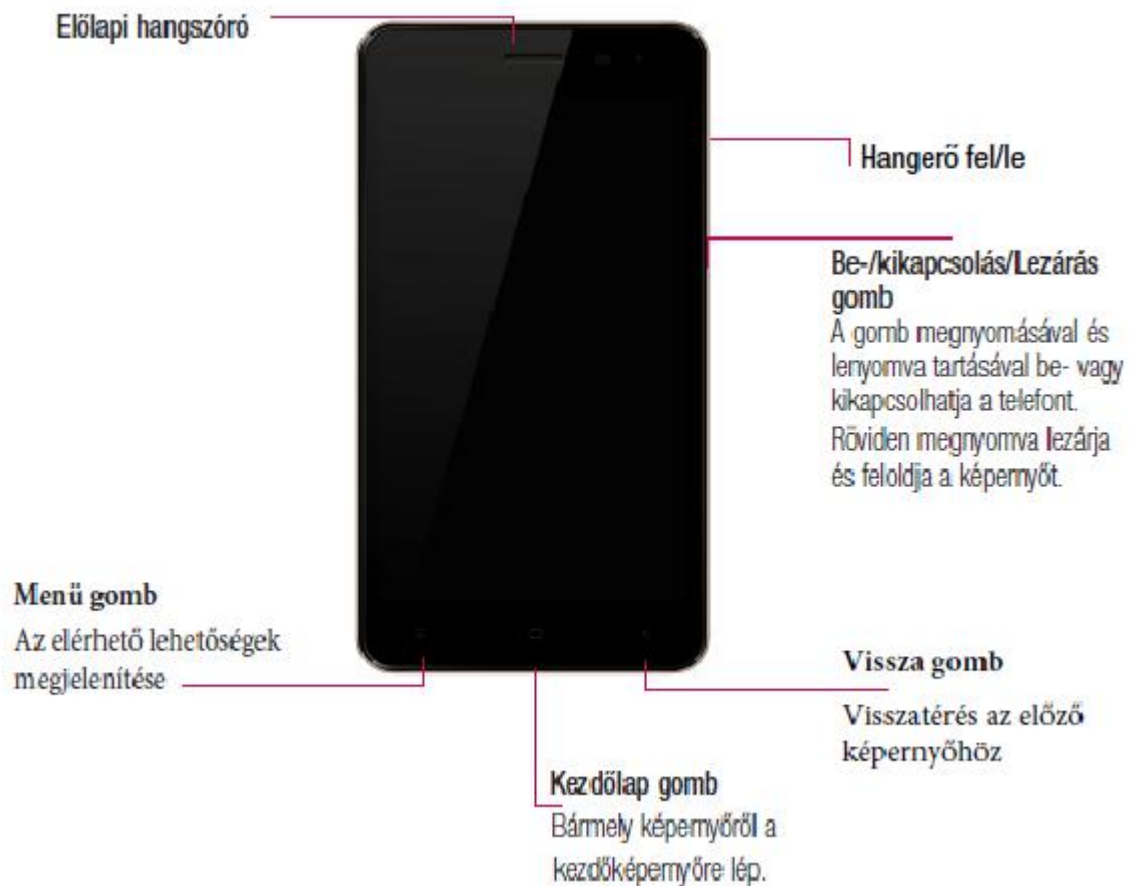 Előlapi hangszóró
Hangerő fel/le
Be-/kikapcsolás/Lezárás
gomb
A gomb megnyomásával és
lenyomva tartásával be- vagy
kikapcsolhatja a telefont.
Röviden megnyomva lezárja
és feloldja a képernyőt.
Menü gomb
Az elérhető lehetőségek
megjelenítése
Vissza gomb
Visszatérés az előző
képernyőhöz
Kezdőlap gomb
Bármely képernyőről a
kezdőképernyőre lép.